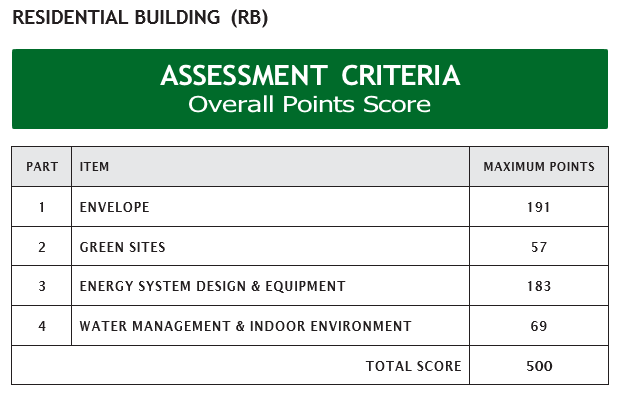 RESIDENTIAL BUILDING (RB)
ASSESSMENT CRITERIA
Overall Points Score
PART ITEM MAXIMUM POINTS
1 ENVELOPE 191
2 GREEN SITES 57
3 ENERGY SYSTEM DESIGN & EQUIPMENT 183
4 WATER MANAGEMENT & INDOOR ENVIRONMENT 69
TOTAL SCORE 500